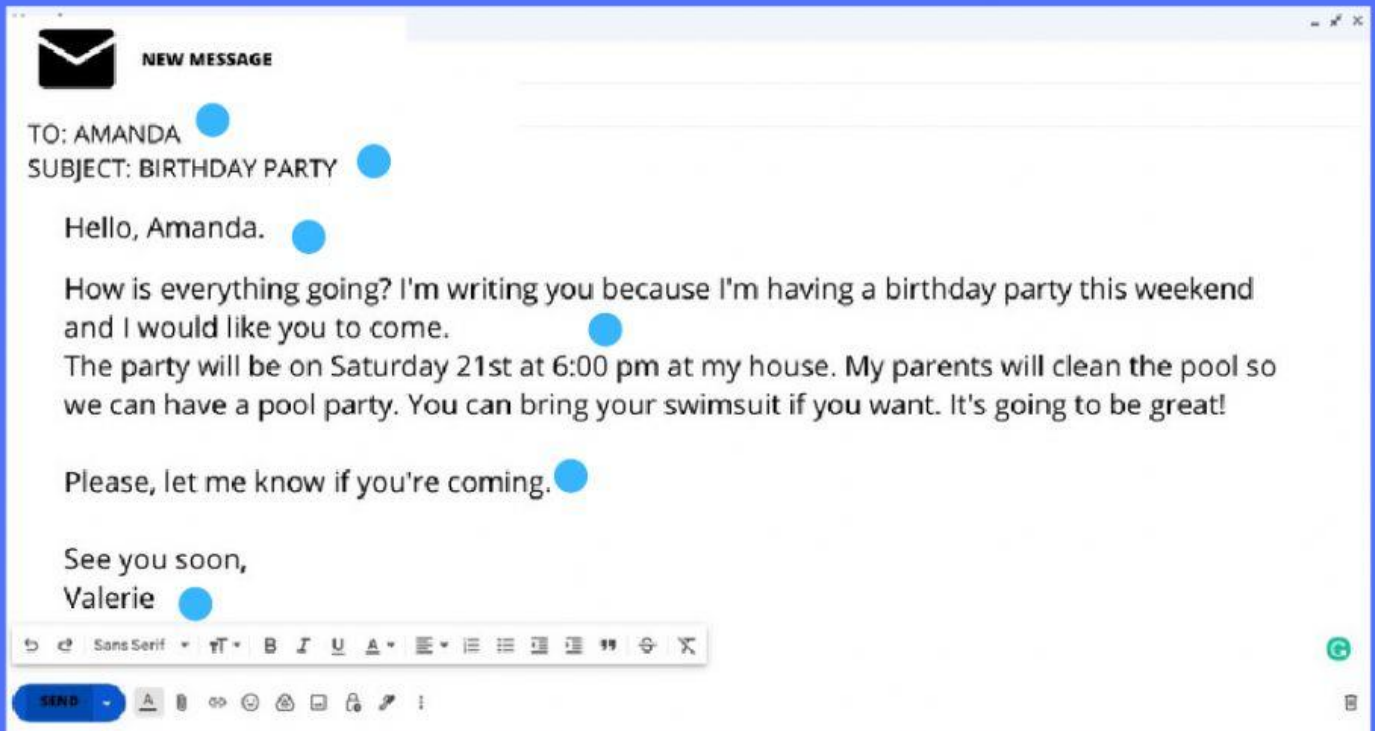 NEW MESSAGE
TO: AMANDA
SUBJECT: BIRTHDAY PARTY
Hello, Amanda.
How is everything going? I'm writing you because I'm having a birthday party this weekend
and I would like you to come.
The party will be on Saturday 21st at 6:00 pm at my house. My parents will clean the pool so
we can have a pool party. You can bring your swimsuit if you want. It's going to be great!
Please, let me know if you're coming.
See you soon,
Valerie
Sans Serif
SEND